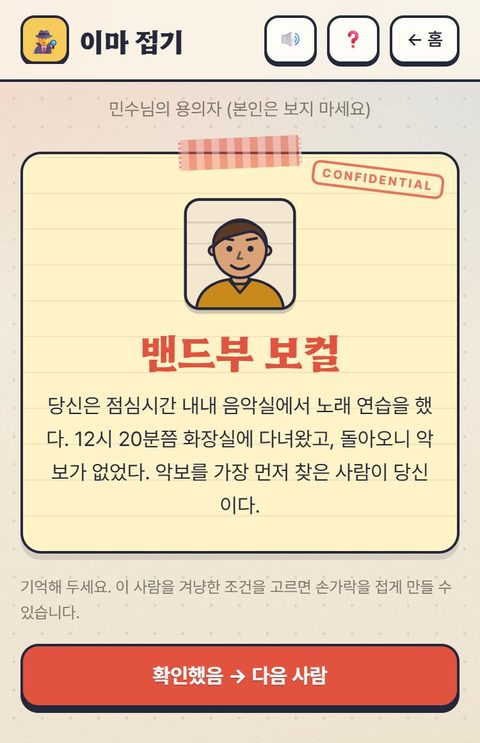 이마 접기
?
← 홈
민수님의 용의자 (본인은 보지 마세요)
CONFIDENTIAL
밴드부 보컬
당신은 점심시간 내내 음악실에서 노래 연습을 했
다. 12시 20분쯤 화장실에 다녀왔고, 돌아오니 악
보가 없었다. 악보를 가장 먼저 찾은 사람이 당신
이다.
기억해 두세요. 이 사람을 겨냥한 조건을 고르면 손가락을 접게 만들 수
있습니다.
확인했음 → 다음 사람